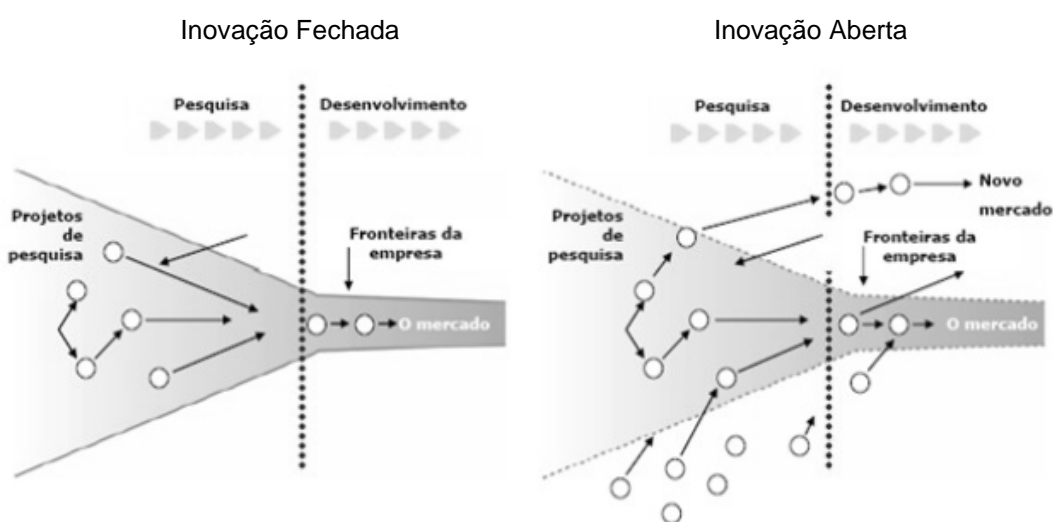 Inovação Fechada
Pesquisa
Desenvolvimento
Projetos
de
pesquisa
Fronteiras da
empresa
O mercado
Inovação Aberta
Pesquisa
Desenvolvimento
Novo
mercado
Projetos
de
pesquisa
Fronteiras da
empresa
O mercado